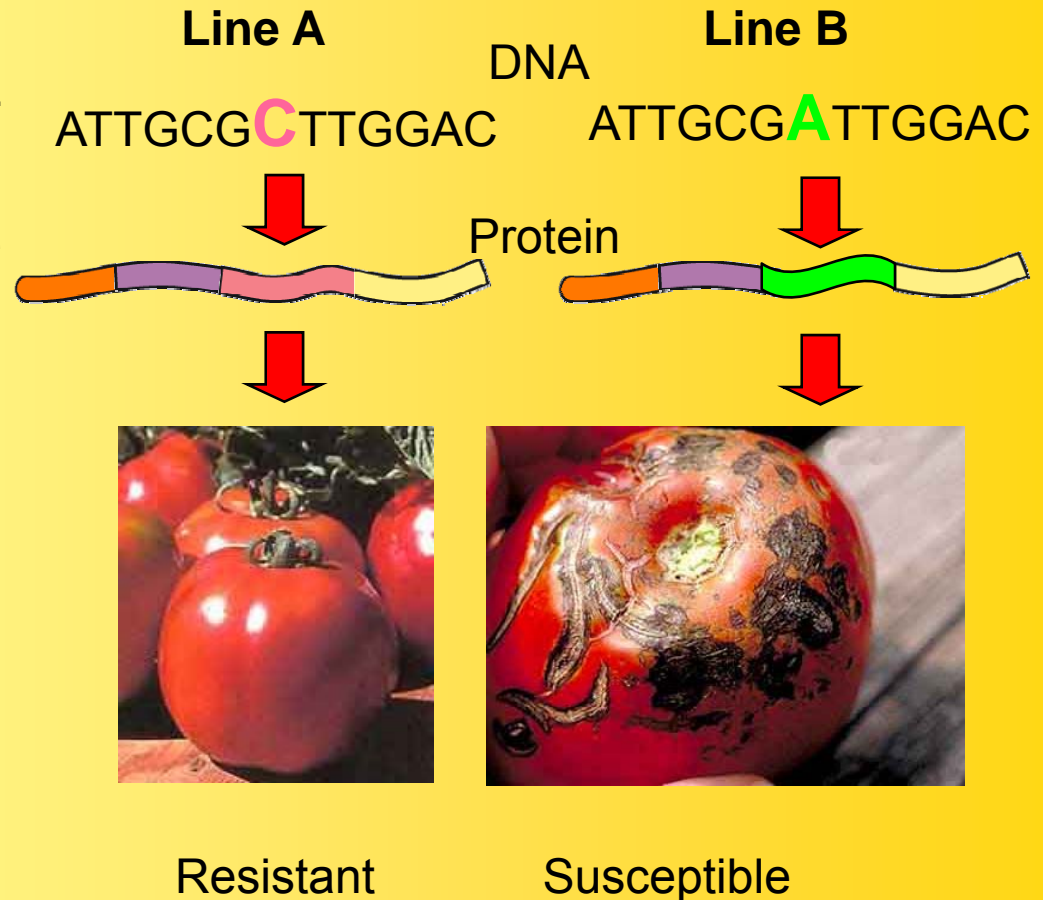 Line A
Line B
DNA
ATTGCGCTTGGAC
ATTGCGATTGGAC
Protein
Resistant
Susceptible